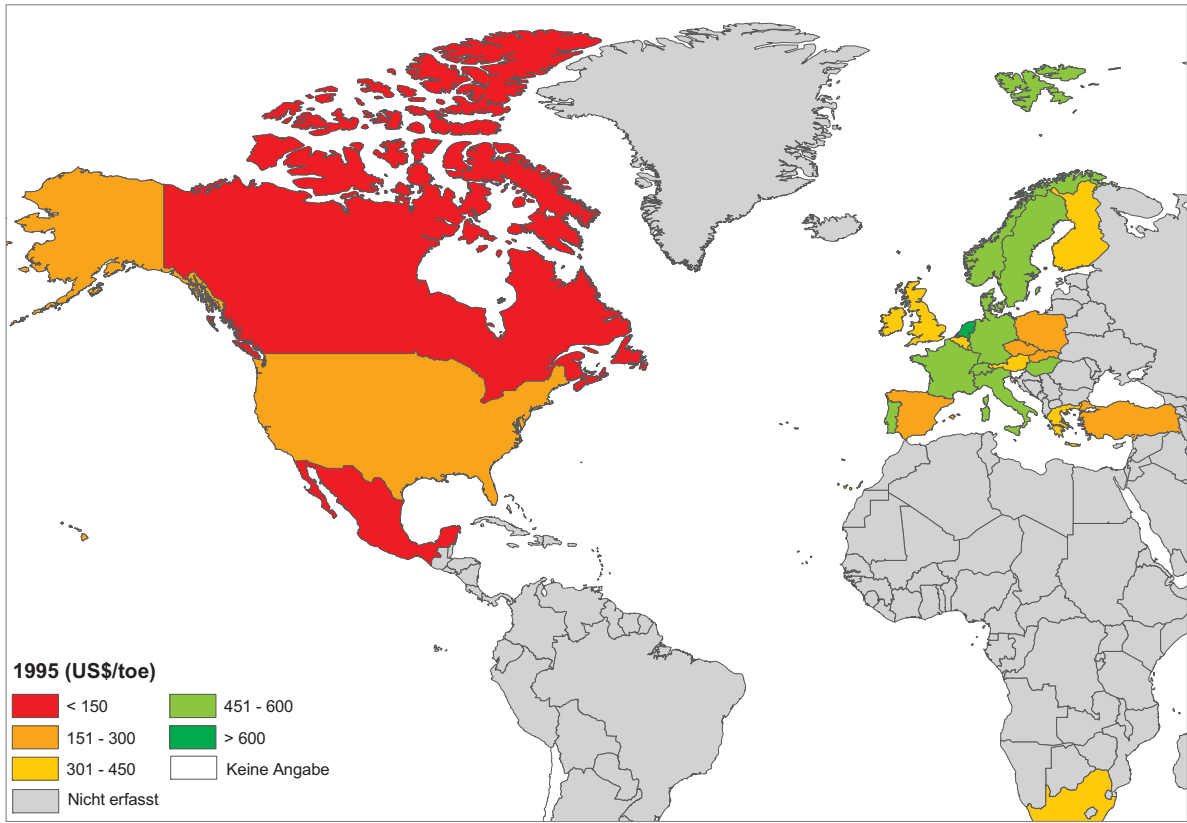 1995 (US$/toe)
< 150
151 - 300
301 - 450
Nicht erfasst
451 - 600
> 600
Keine Angabe